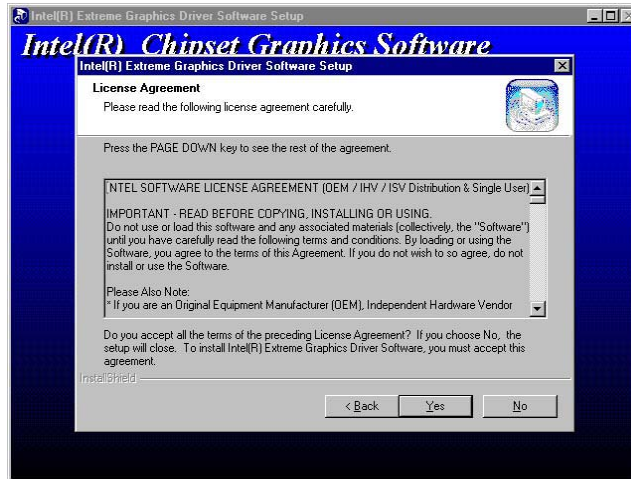 Intel(R) Extreme Graphics Driver Software Setup
Intel(R) Chipset Graphics Software
Intel(R) Extreme Graphics Driver Software Setup
License Agreement
Please read the following license agreement carefully.
Press the PAGE DOWN key to see the rest of the agreement.
NTEL SOFTWARE LICENSE AGREEMENT (OEM / IHV / ISV Distribution & Single User)
IMPORTANT - READ BEFORE COPYING, INSTALLING OR USING.
Do not use or load this software and any associated materials (collectively, the "Software")
until you have carefully read the following terms and conditions. By loading or using the
Software, you agree to the terms of this Agreement. If you do not wish to so agree, do not
install or use the Software.
Please Also Note:
* If you are an Original Equipment Manufacturer (OEM), Independent Hardware Vendor
Do you accept all the terms of the preceding License Agreement? If you choose No, the
setup will close. To install Intel(R) Extreme Graphics Driver Software, you must accept this
agreement.
InstallShield
< Back Yes No